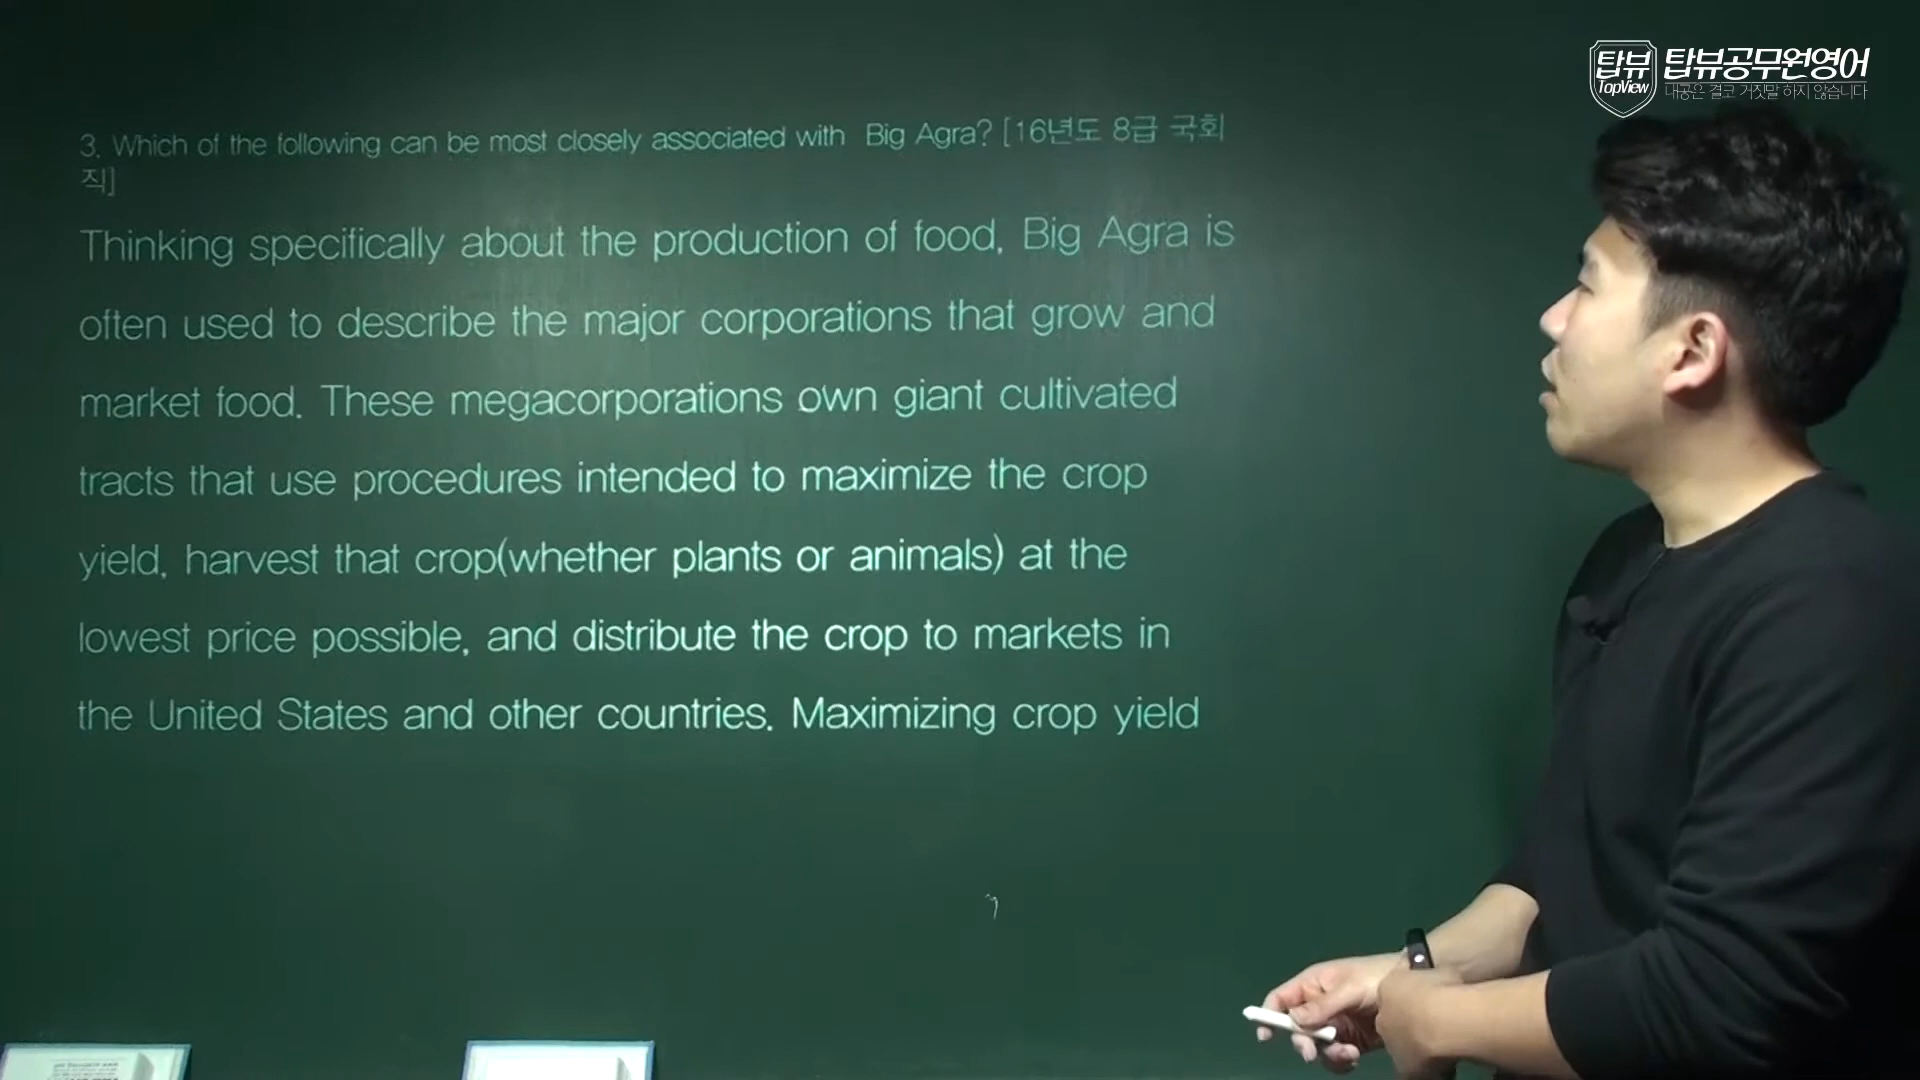 탑뷰
TopView
탑뷰공무원영어
내공은 결코 거짓말 하지 않습니다
3. Which of the following can be most closely associated with Big Agra? [16년도 8급 국회
직]
Thinking specifically about the production of food, Big Agra is
often used to describe the major corporations that grow and
market food. These megacorporations own giant cultivated
tracts that use procedures intended to maximize the crop
yield, harvest that crop(whether plants or animals) at the
lowest price possible, and distribute the crop to markets in
the United States and other countries. Maximizing crop yield